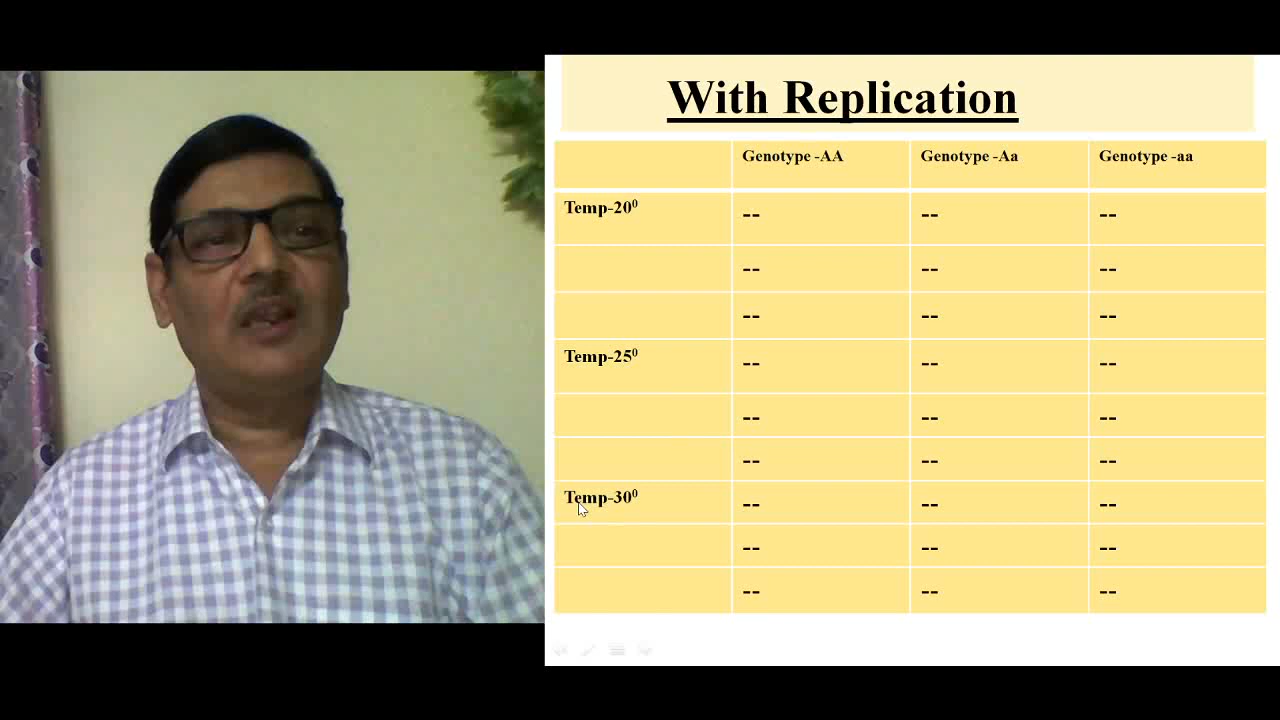 With Replication
Genotype -AA Genotype -Aa Genotype -aa
Temp-20⁰ -- -- --
-- -- --
-- -- --
Temp-25⁰ -- -- --
-- -- --
-- -- --
Temp-30⁰ -- -- --
-- -- --
-- -- --